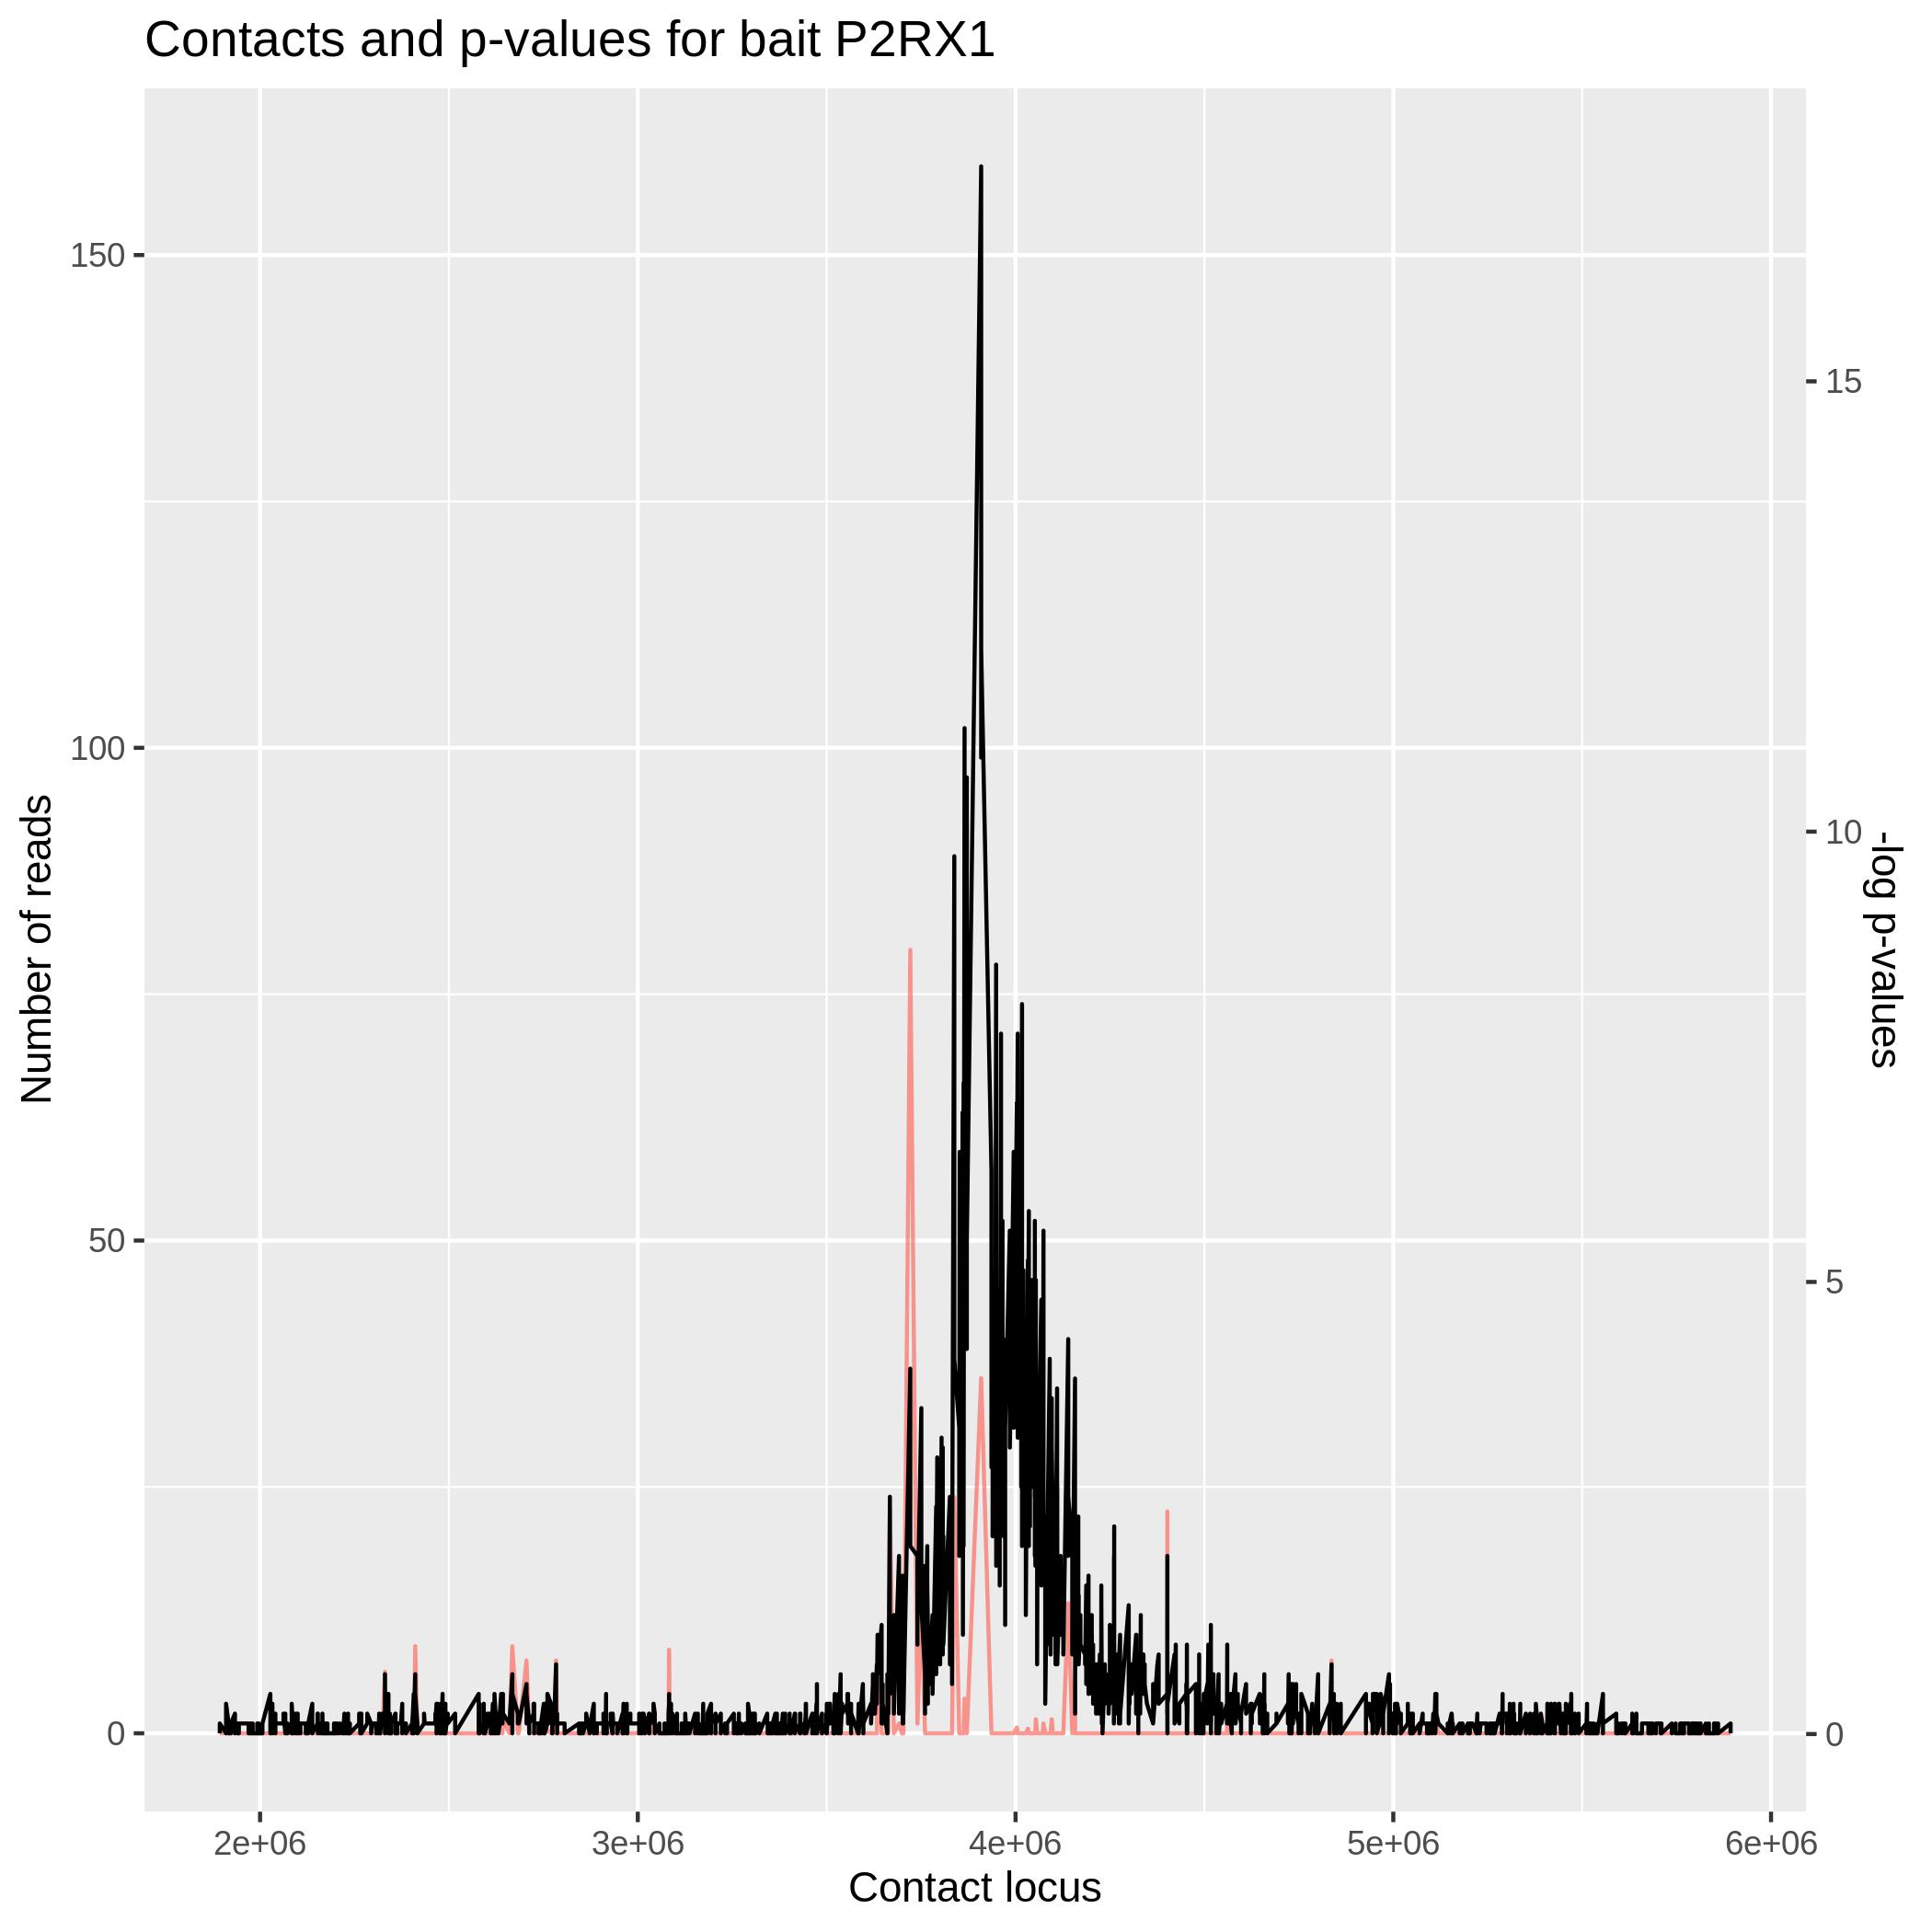 Contacts and p-values for bait P2RX1
150
100
50
0
Number of reads
15
10
5
0
-log p-values
2e+06
3e+06
4e+06
5e+06
6e+06
Contact locus